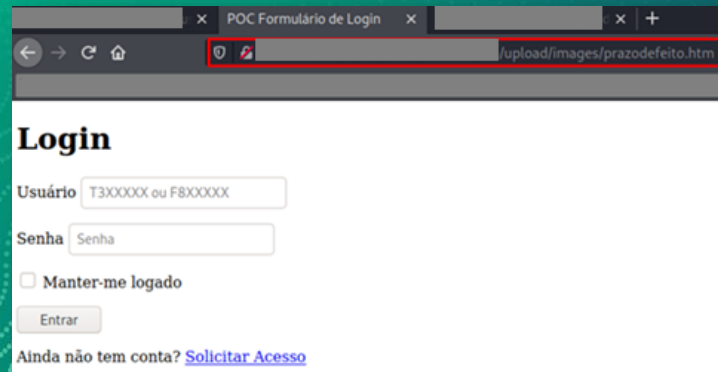 POC Formulário de Login
/upload/images/prazodefeito.htm
Login
Usuário T3XXXXX ou F8XXXXX
Senha Senha
Manter-me logado
Entrar
Ainda não tem conta? Solicitar Acesso